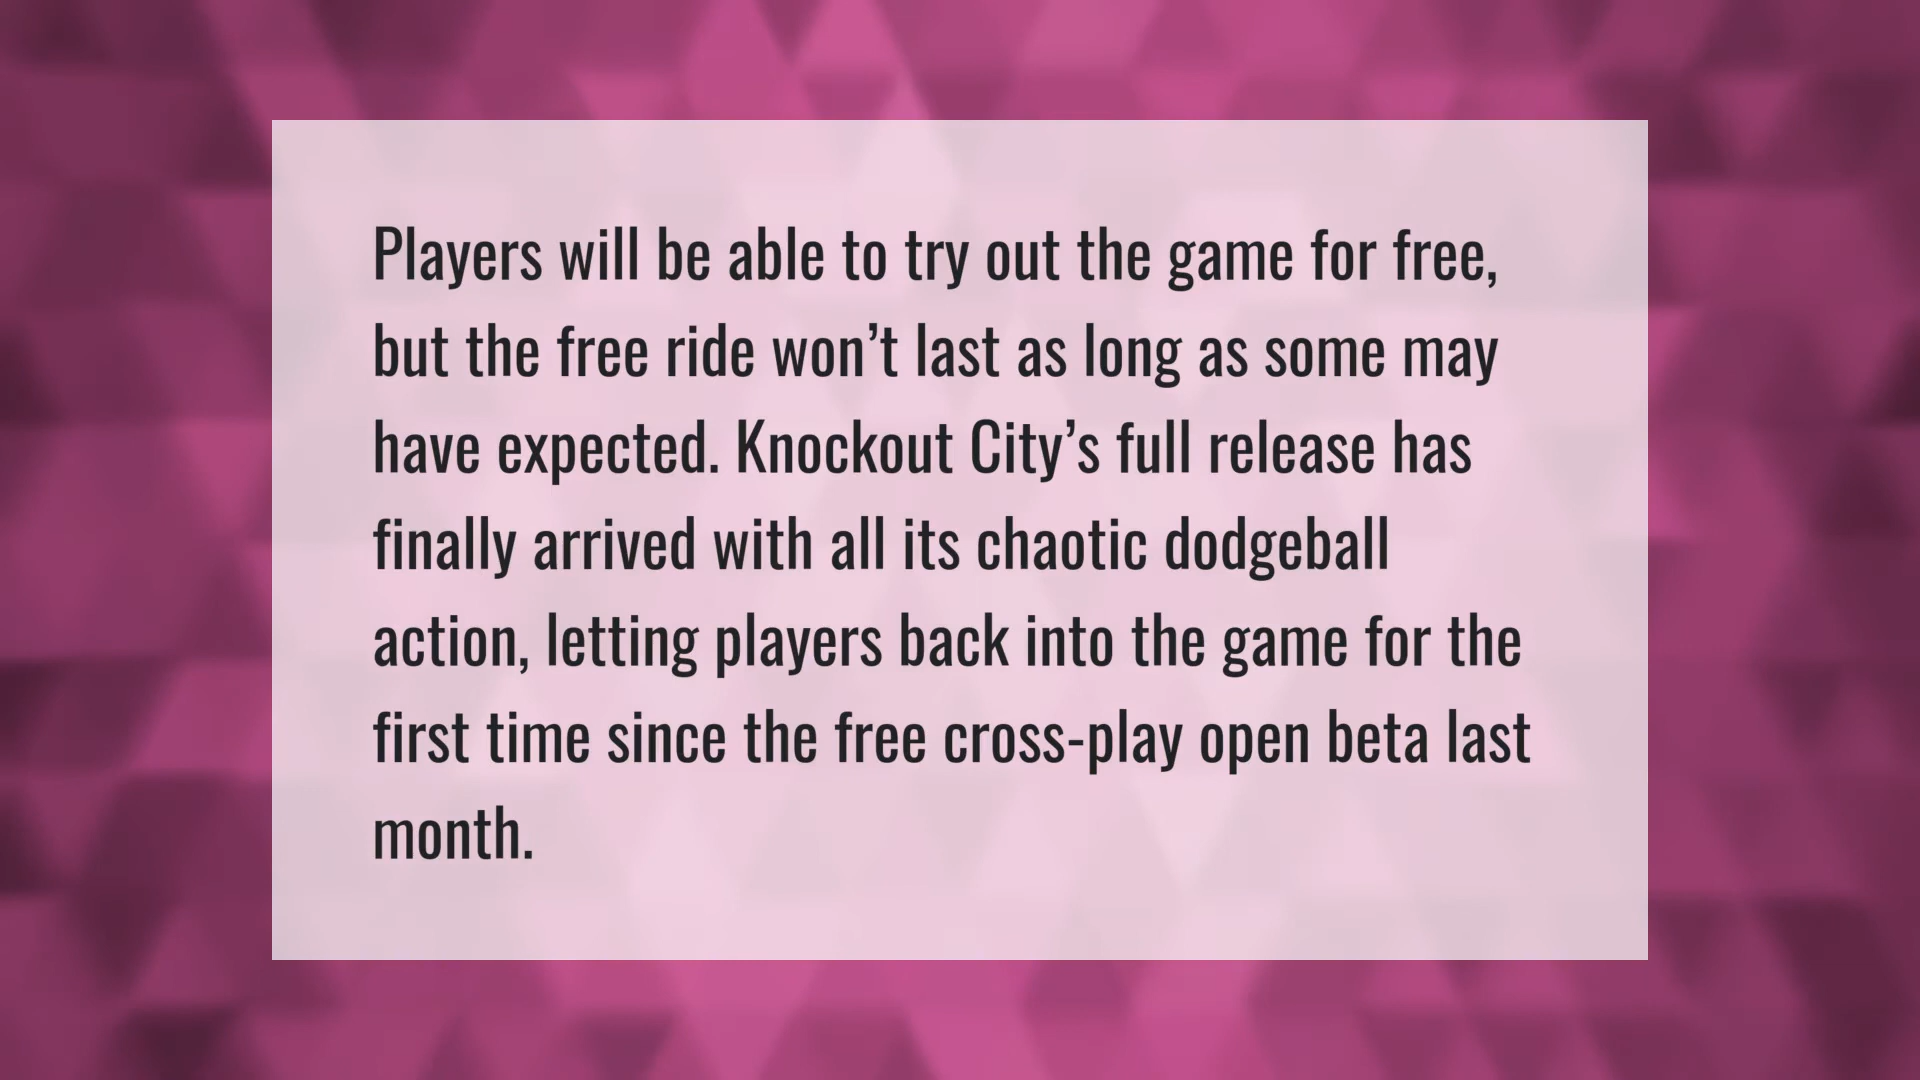 Players will be able to try out the game for free,
but the free ride won’t last as long as some may
have expected. Knockout City’s full release has
finally arrived with all its chaotic dodgeball
action, letting players back into the game for the
first time since the free cross-play open beta last
month.